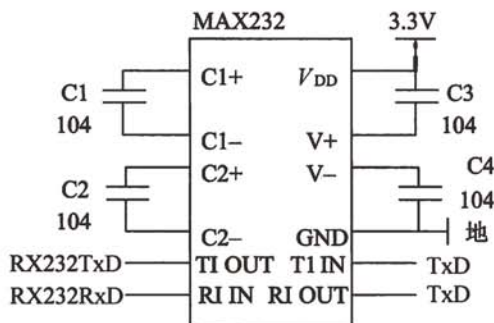 MAX232
3.3V
C1
104
C1+
VDD
C3
104
C1–
V+
C2
104
C2+
V–
C4
104
C2–
GND
地
RX232TxD
TI OUT
T1 IN
TxD
RX232RxD
RI IN
RI OUT
TxD